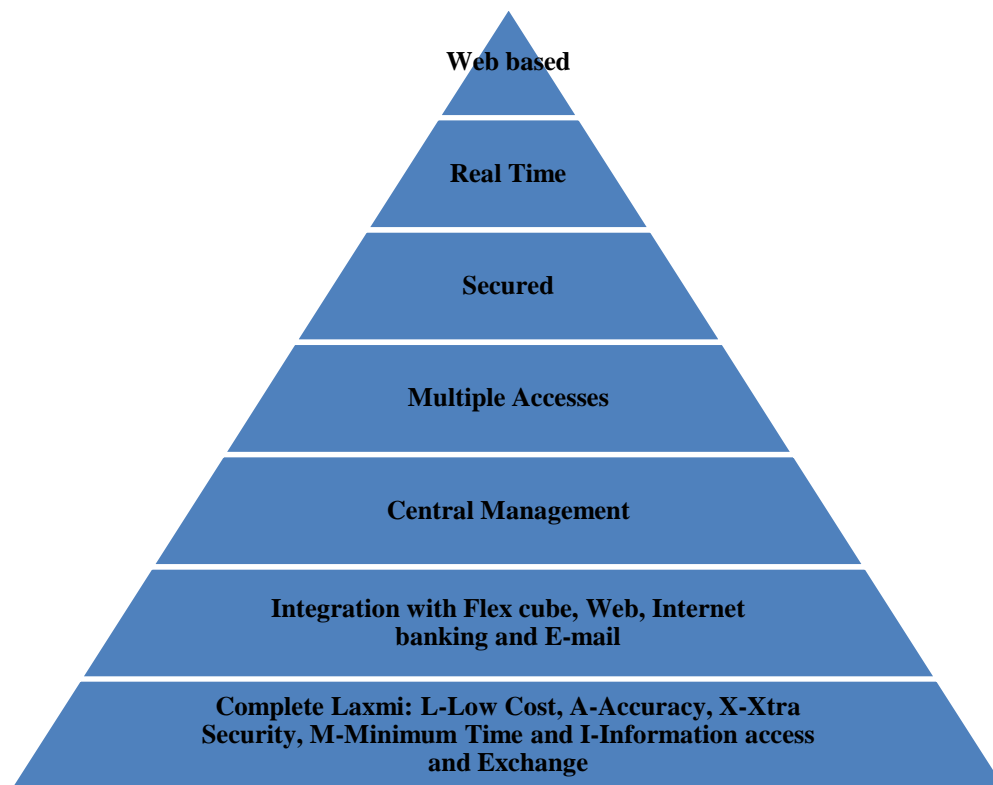 Web based
Real Time
Secured
Multiple Accesses
Central Management
Integration with Flex cube, Web, Internet
banking and E-mail
Complete Laxmi: L-Low Cost, A-Accuracy, X-Xtra
Security, M-Minimum Time and I-Information access
and Exchange